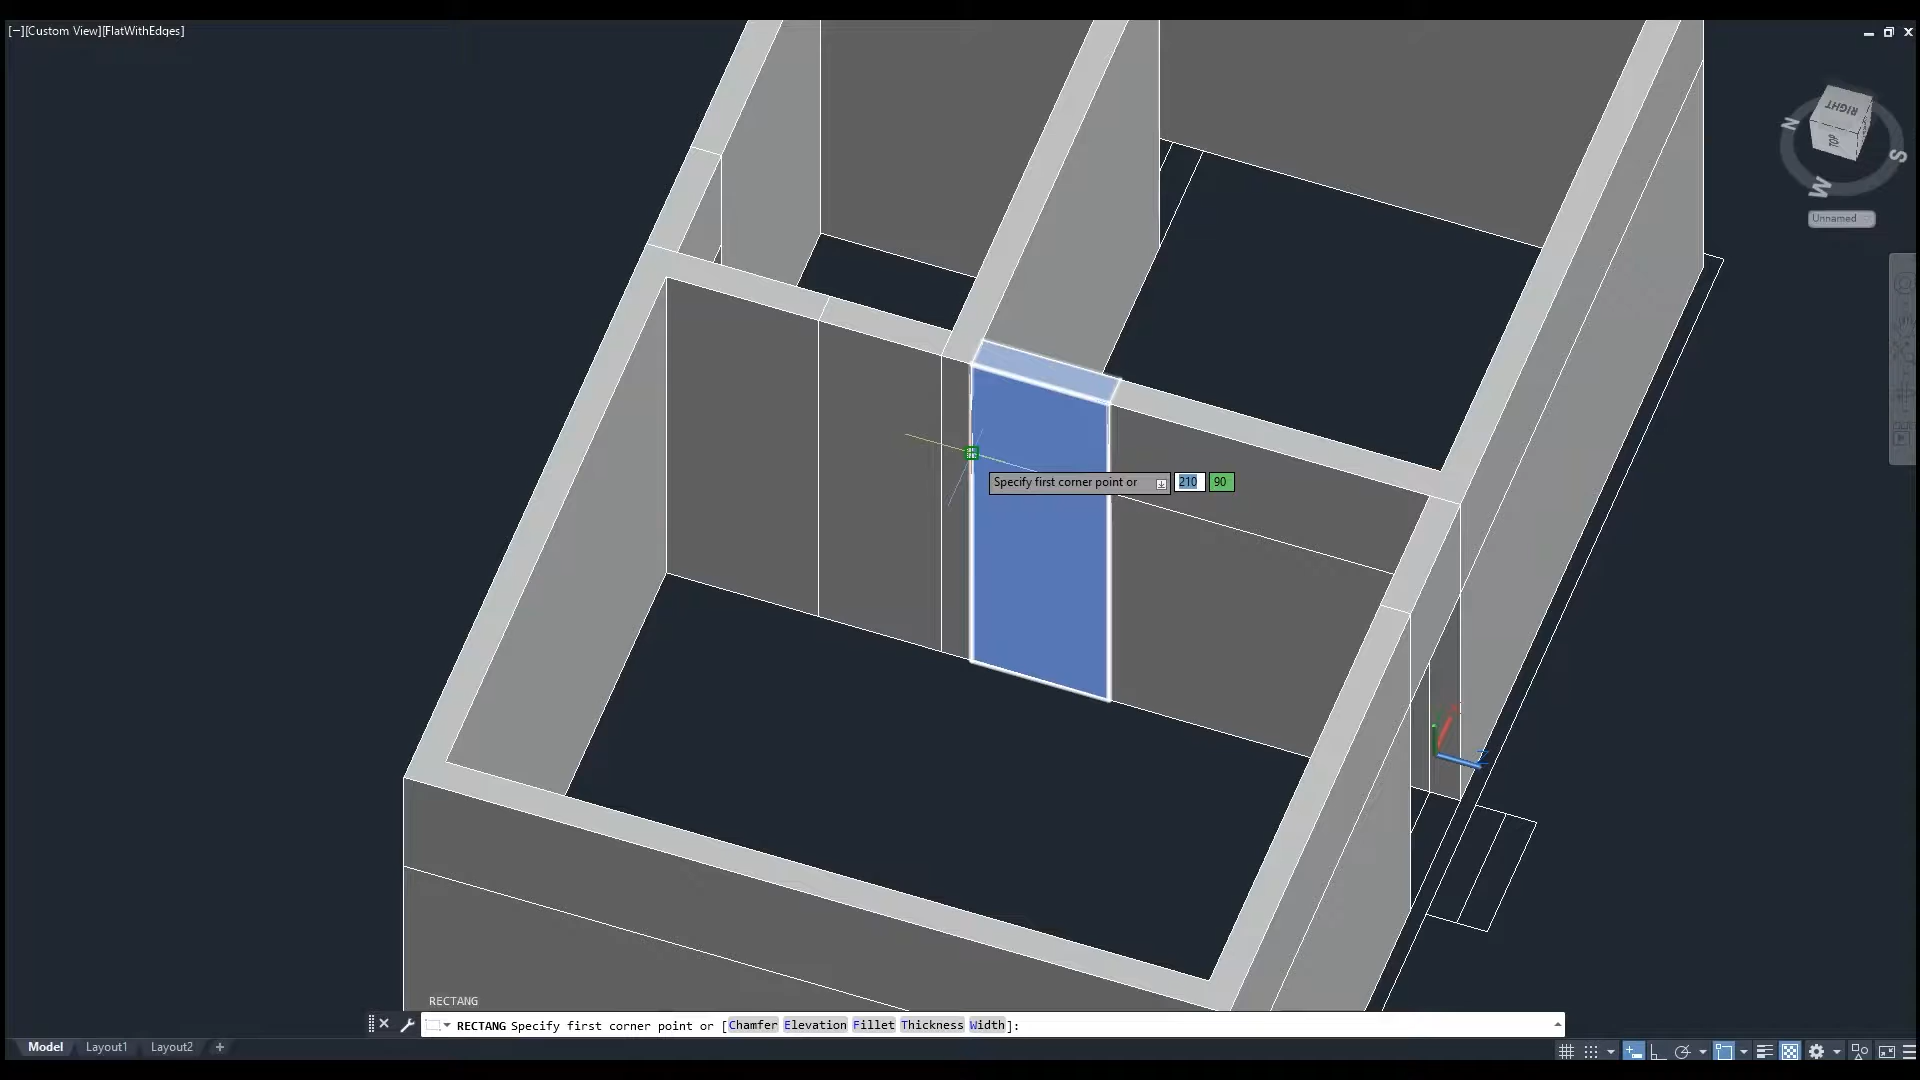 [−][Custom View][FlatWithEdges]
RIGHT
TOP
N
S
W
Unnamed
Specify first corner point or 210 90
RECTANG
RECTANG Specify first corner point or [Chamfer Elevation Fillet Thickness Width]:
Model Layout1 Layout2 +